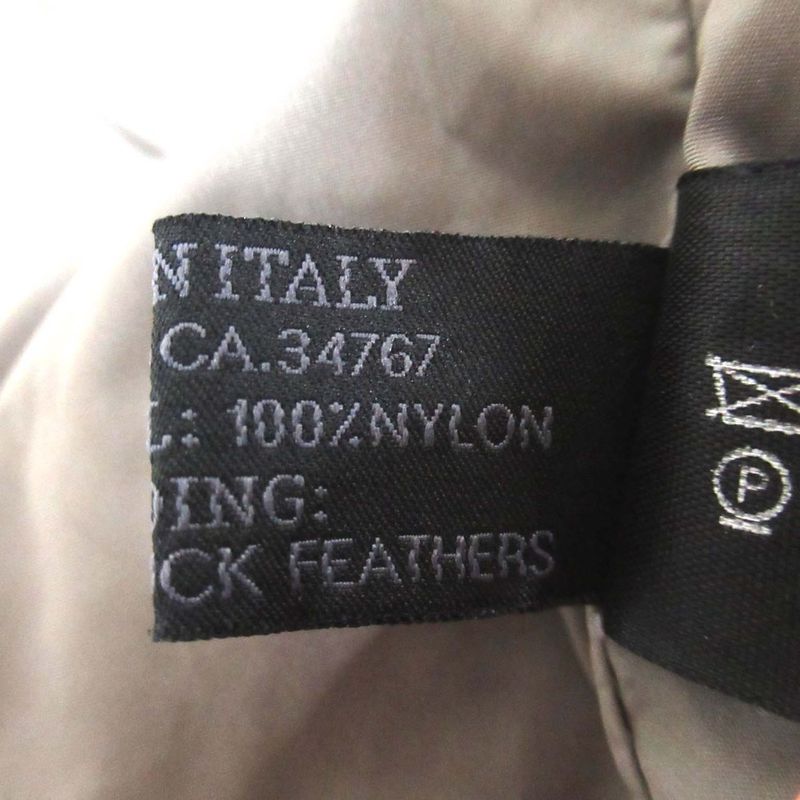 N ITALY
CA.34767
L: 100%NYLON
DING:
CK FEATHERS
P